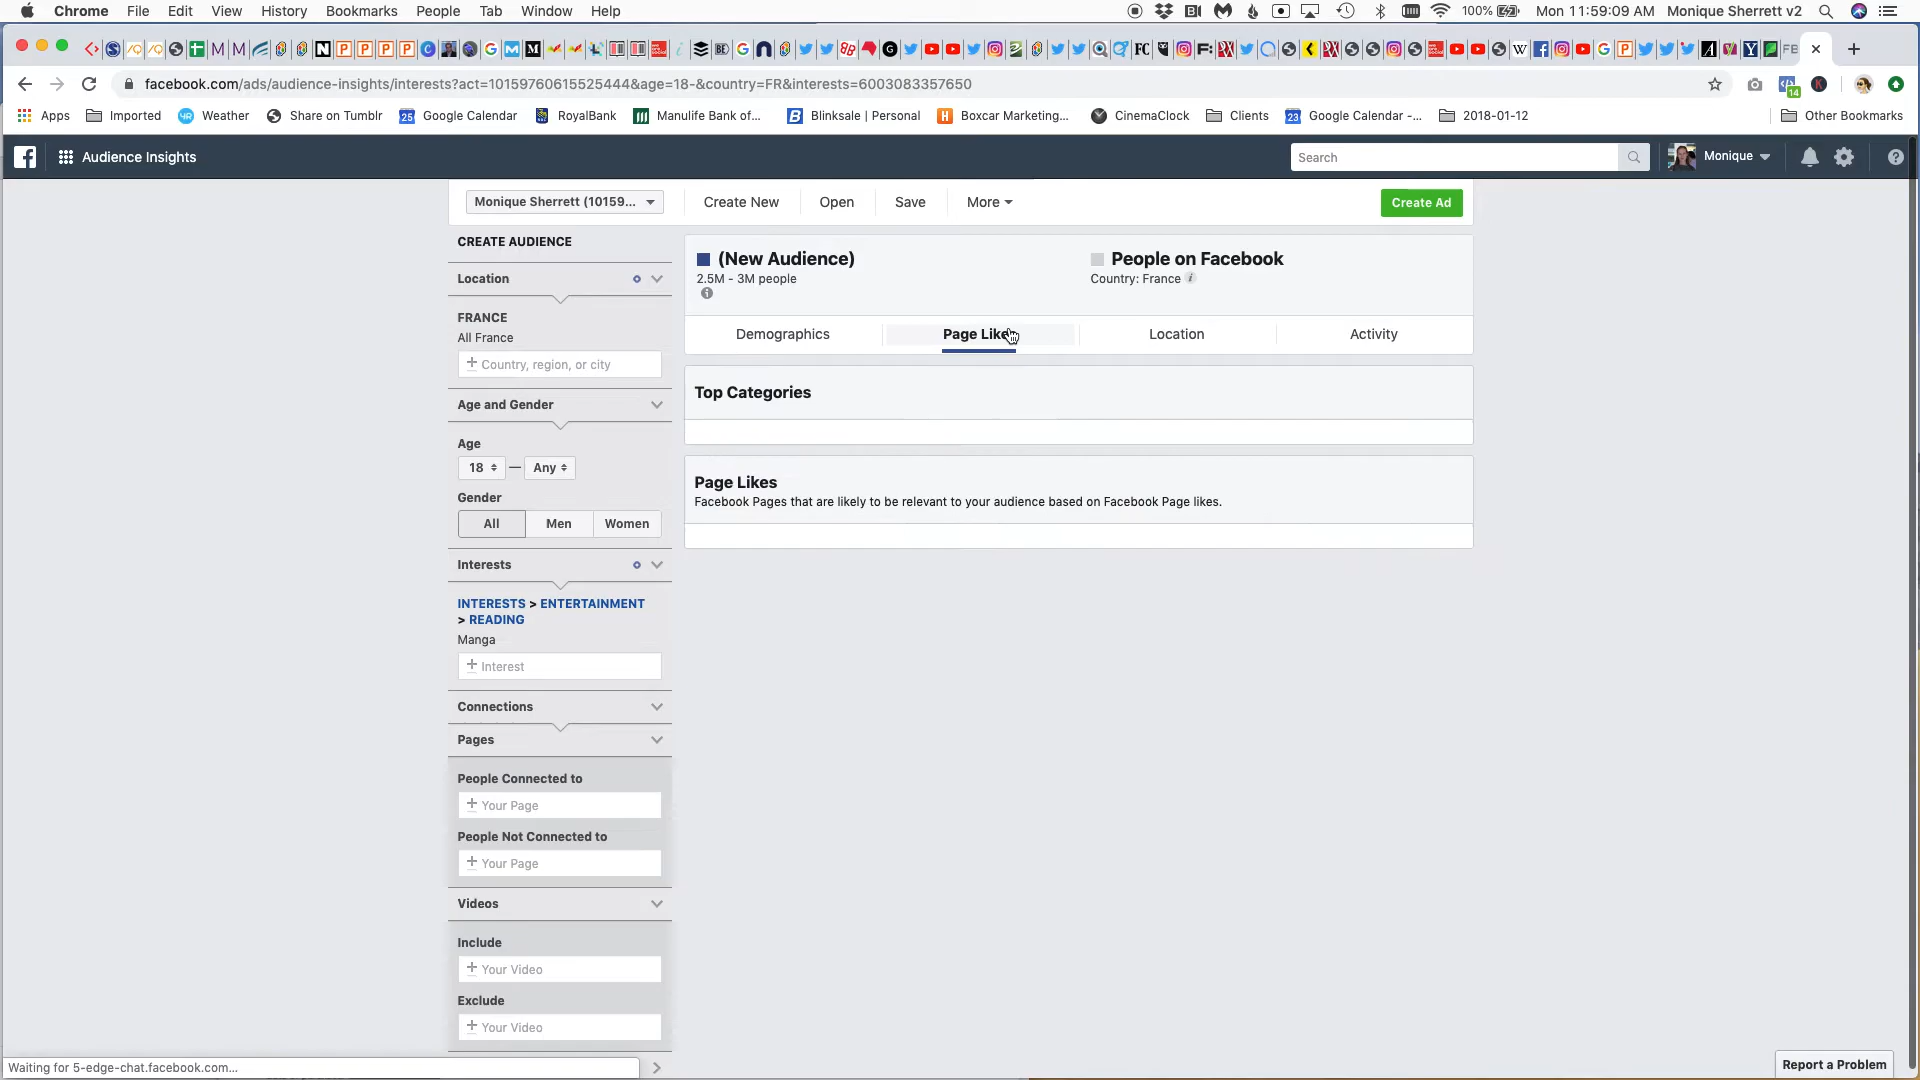 Chrome File Edit View History Bookmarks People Tab Window Help 100% Mon 11:59:09 AM Monique Sherrett v2
facebook.com/ads/audience-insights/interests?act=10159760615525444&age=18-&country=FR&interests=6003083357650
Apps Imported Weather Share on Tumblr Google Calendar RoyalBank Manulife Bank of... Blinksale | Personal Boxcar Marketing... CinemaClock Clients Google Calendar -... 2018-01-12 Other Bookmarks
Audience Insights Search Monique
Monique Sherrett (10159... Create New Open Save More Create Ad
CREATE AUDIENCE
Location
FRANCE
All France
+ Country, region, or city
Age and Gender
Age
18 — Any
Gender
All Men Women
Interests
INTERESTS > ENTERTAINMENT
> READING
Manga
+ Interest
Connections
Pages
People Connected to
+ Your Page
People Not Connected to
+ Your Page
Videos
Include
+ Your Video
Exclude
+ Your Video
(New Audience)
2.5M - 3M people
People on Facebook
Country: France
Demographics Page Likes Location Activity
Top Categories
Page Likes
Facebook Pages that are likely to be relevant to your audience based on Facebook Page likes.
Waiting for 5-edge-chat.facebook.com...
Report a Problem